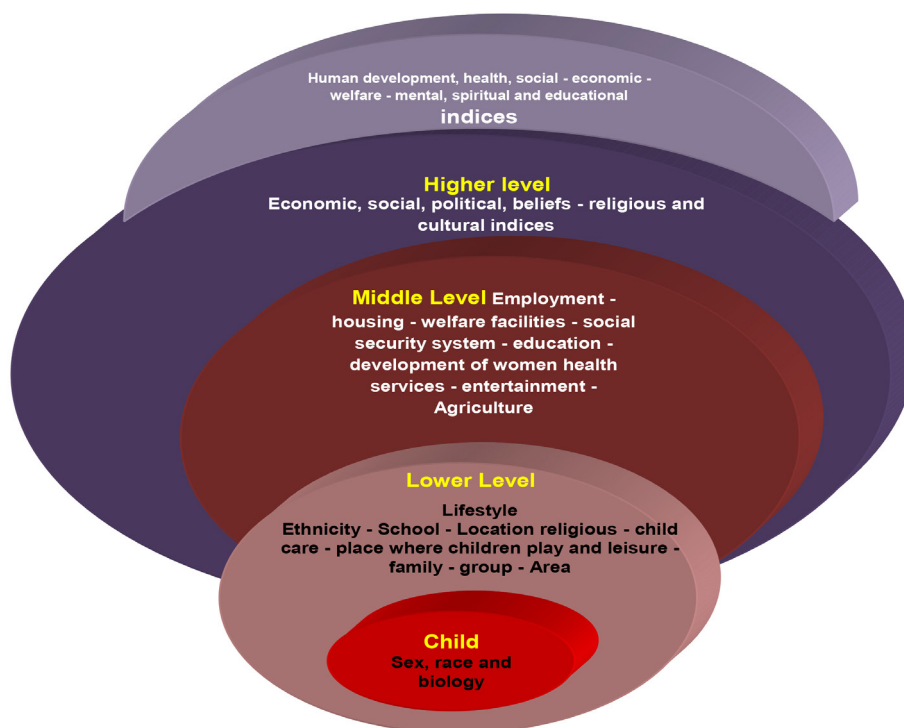 Human development, health, social - economic -
welfare - mental, spiritual and educational
indices
Higher level
Economic, social, political, beliefs - religious and
cultural indices
Middle Level Employment -
housing - welfare facilities - social
security system - education -
development of women health
services - entertainment -
Agriculture
Lower Level
Lifestyle
Ethnicity - School - Location religious - child
care - place where children play and leisure -
family - group - Area
Child
Sex, race and
biology